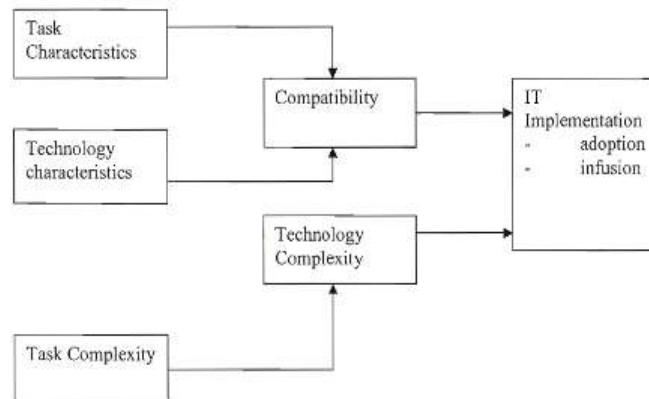 Task
Characteristics
Compatibility
IT
Implementation
- adoption
- infusion
Technology
characteristics
Technology
Complexity
Task Complexity